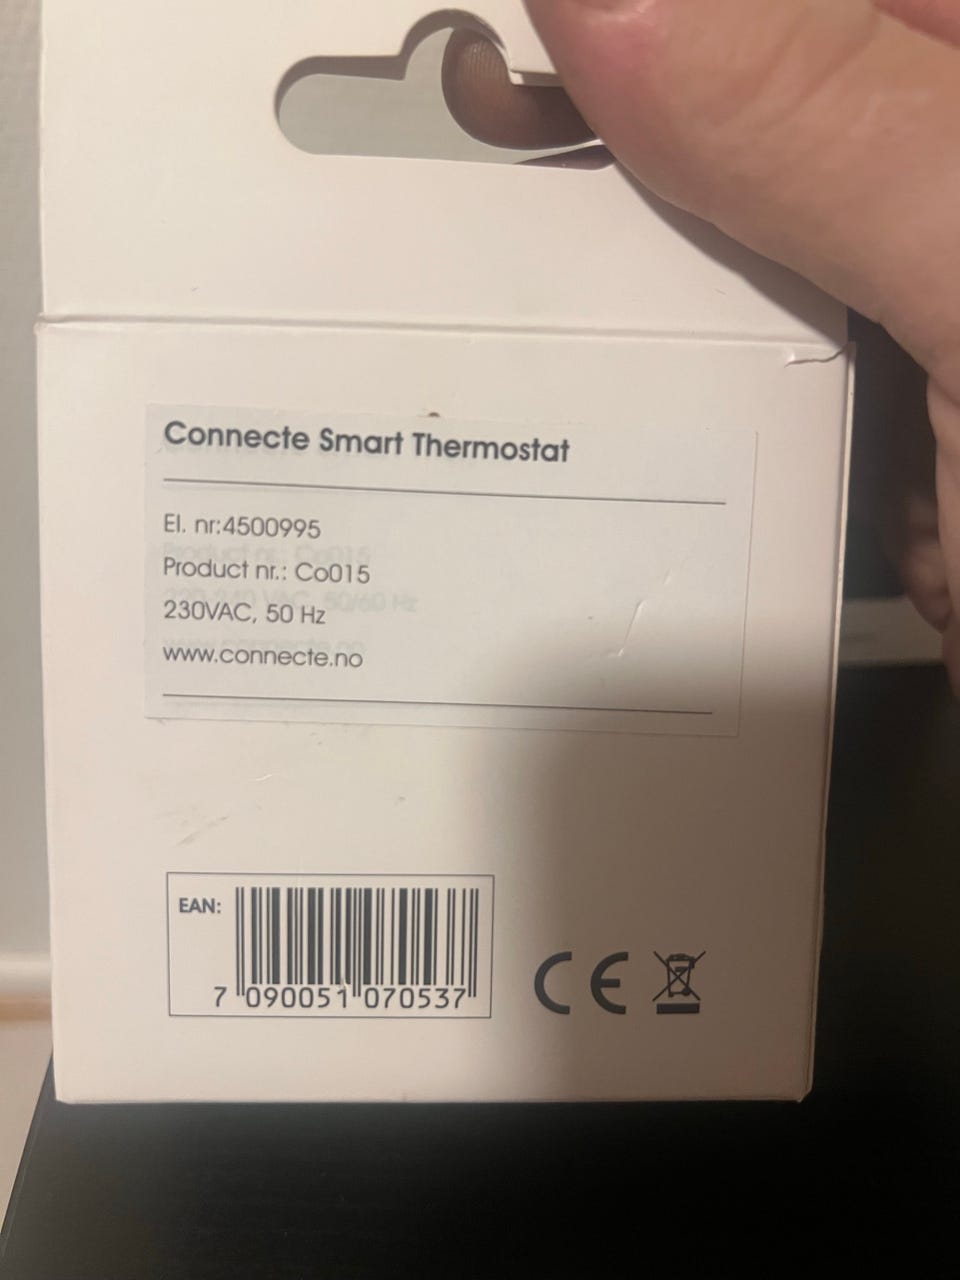 Connecte Smart Thermostat
El. nr:4500995
Product nr.: Co015
230VAC, 50 Hz
www.connecte.no
EAN:
7 090051 070537
CE